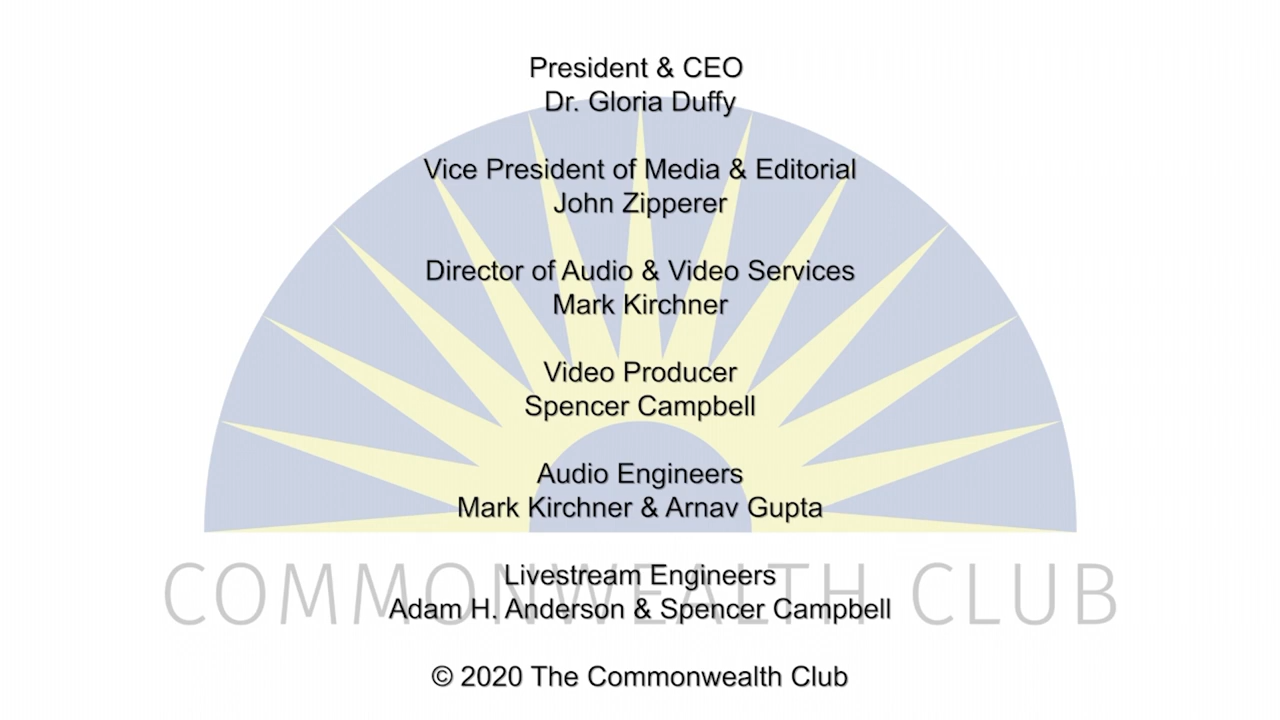 President & CEO
Dr. Gloria Duffy
Vice President of Media & Editorial
John Zipperer
Director of Audio & Video Services
Mark Kirchner
Video Producer
Spencer Campbell
Audio Engineers
Mark Kirchner & Arnav Gupta
Livestream Engineers
COMMONWEALTH CLUB
Adam H. Anderson & Spencer Campbell
© 2020 The Commonwealth Club